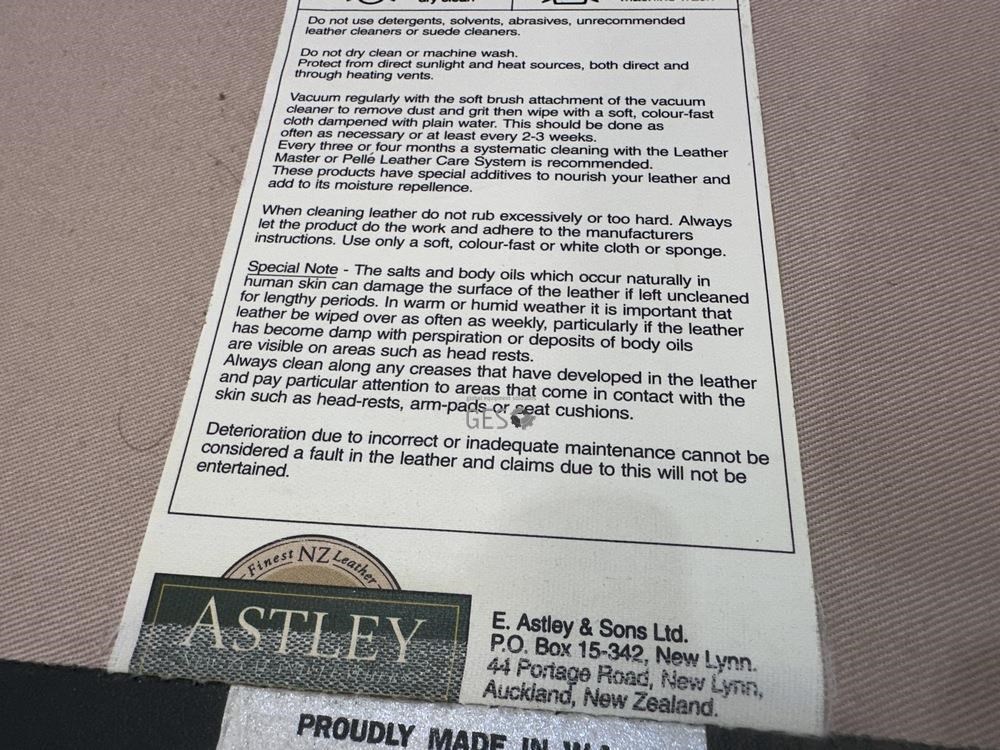 Do not use detergents, solvents, abrasives, unrecommended
leather cleaners or suede cleaners.
Do not dry clean or machine wash.
Protect from direct sunlight and heat sources, both direct and
through heating vents.
Vacuum regularly with the soft brush attachment of the vacuum
cleaner to remove dust and grit then wipe with a soft, colour-fast
cloth dampened with plain water. This should be done as
often as necessary or at least every 2-3 weeks.
Every three or four months a systematic cleaning with the Leather
Master or Pellé Leather Care System is recommended.
These products have special additives to nourish your leather and
add to its moisture repellence.
When cleaning leather do not rub excessively or too hard. Always
let the product do the work and adhere to the manufacturers
instructions. Use only a soft, colour-fast or white cloth or sponge.
Special Note - The salts and body oils which occur naturally in
human skin can damage the surface of the leather if left uncleaned
for lengthy periods. In warm or humid weather it is important that
leather be wiped over as often as weekly, particularly if the leather
has become damp with perspiration or deposits of body oils
are visible on areas such as head rests.
Always clean along any creases that have developed in the leather
and pay particular attention to areas that come in contact with the
skin such as head-rests, arm-pads or seat cushions.
global equipment solutions
GES
Deterioration due to incorrect or inadequate maintenance cannot be
considered a fault in the leather and claims due to this will not be
entertained.
Finest NZ Leather
ASTLEY
E. Astley & Sons Ltd.
P.O. Box 15-342, New Lynn.
44 Portage Road, New Lynn,
Auckland, New Zealand.
PROUDLY MADE IN